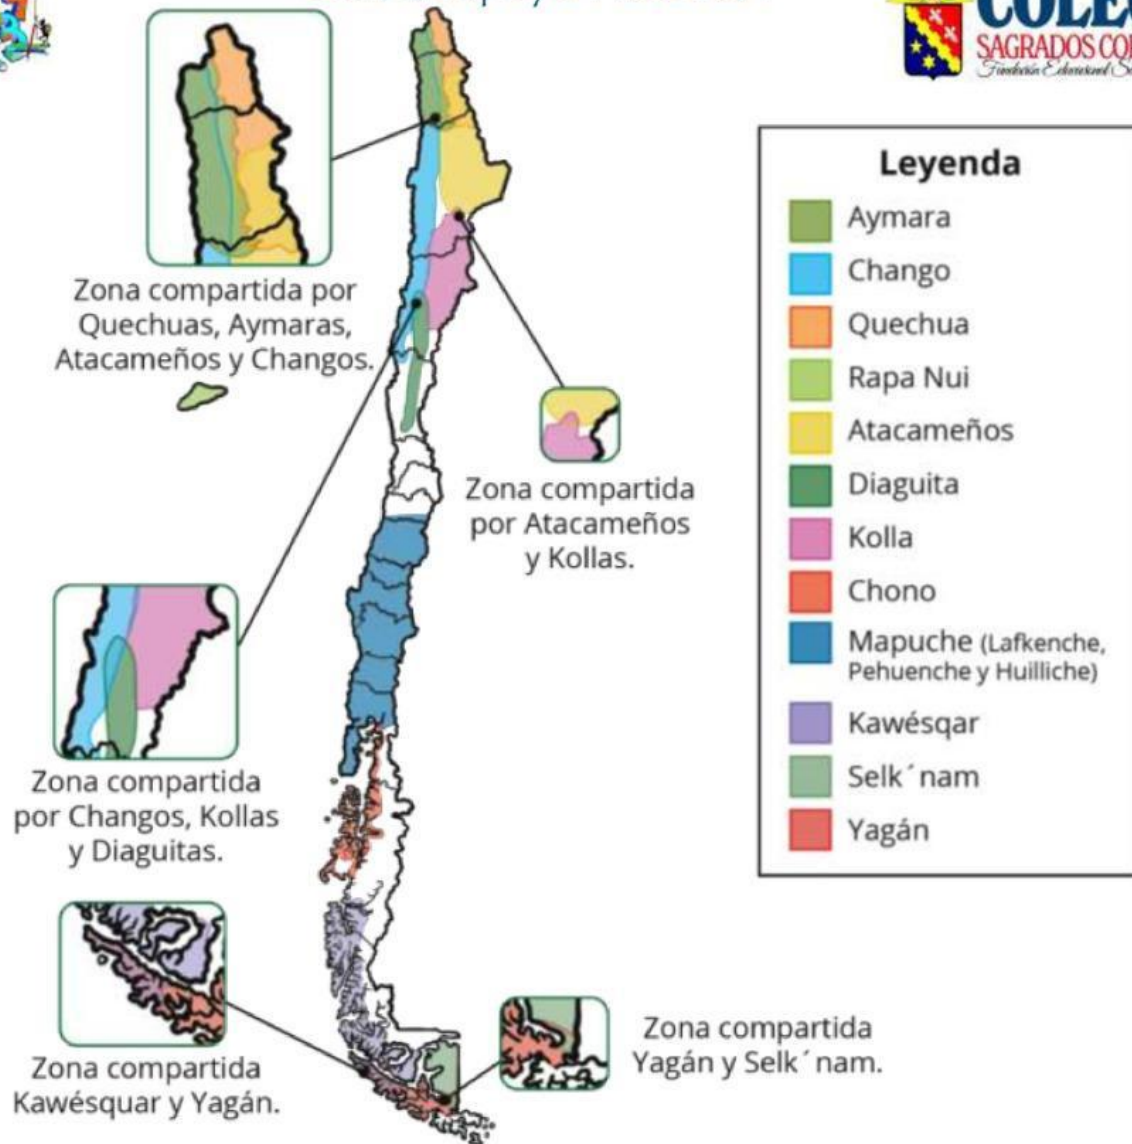 SAGRADOS CO
Zona compartida por
Quechuas, Aymaras,
Atacameños y Changos.
Zona compartida
por Atacameños
y Kollas.
Zona compartida
por Changos, Kollas
y Diaguitas.
Zona compartida
Kawésquar y Yagán.
Zona compartida
Yagán y Selk´nam.
Leyenda
Aymara
Chango
Quechua
Rapa Nui
Atacameños
Diaguita
Kolla
Chono
Mapuche (Lafkenche,
Pehuenche y Huilliche)
Kawésqar
Selk´nam
Yagán